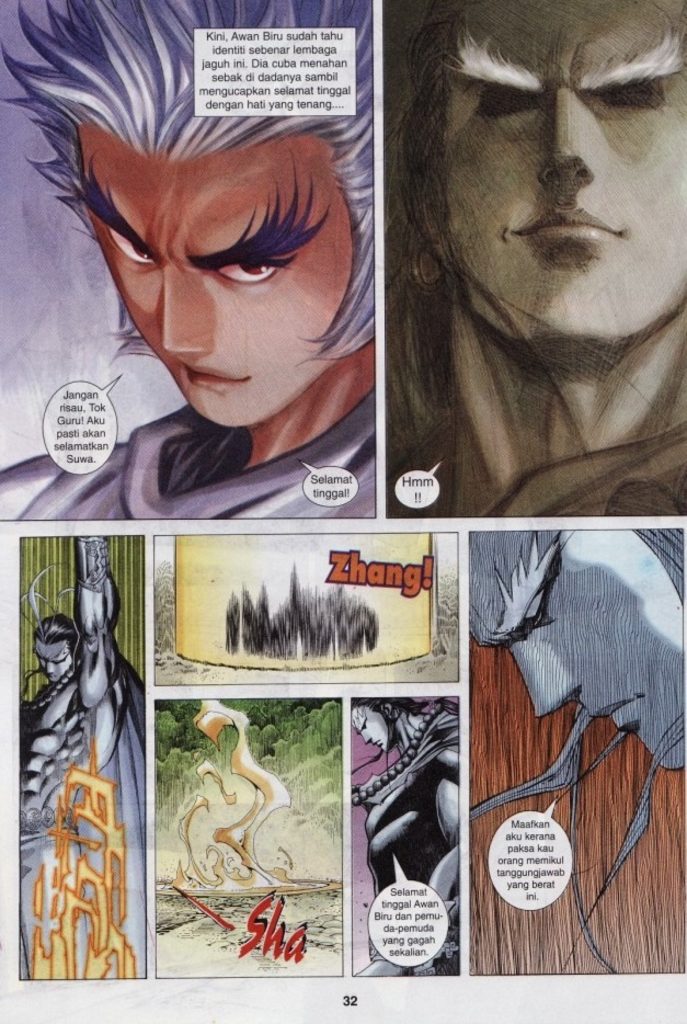 Kini, Awan Biru sudah tahu
identiti sebenar lembaga
jaguh ini. Dia cuba menahan
sebak di dadanya sambil
mengucapkan selamat tinggal
dengan hati yang tenang....
Jangan
risau, Tok
Guru! Aku
pasti akan
selamatkan
Suwa.
Selamat
tinggal!
Hmm
!!
Zhang!
Sha
Selamat
tinggal Awan
Biru dan pemu-
da-pemuda
yang gagah
sekalian.
Maafkan
aku kerana
paksa kau
orang memikul
tanggungjawab
yang berat
ini.
32